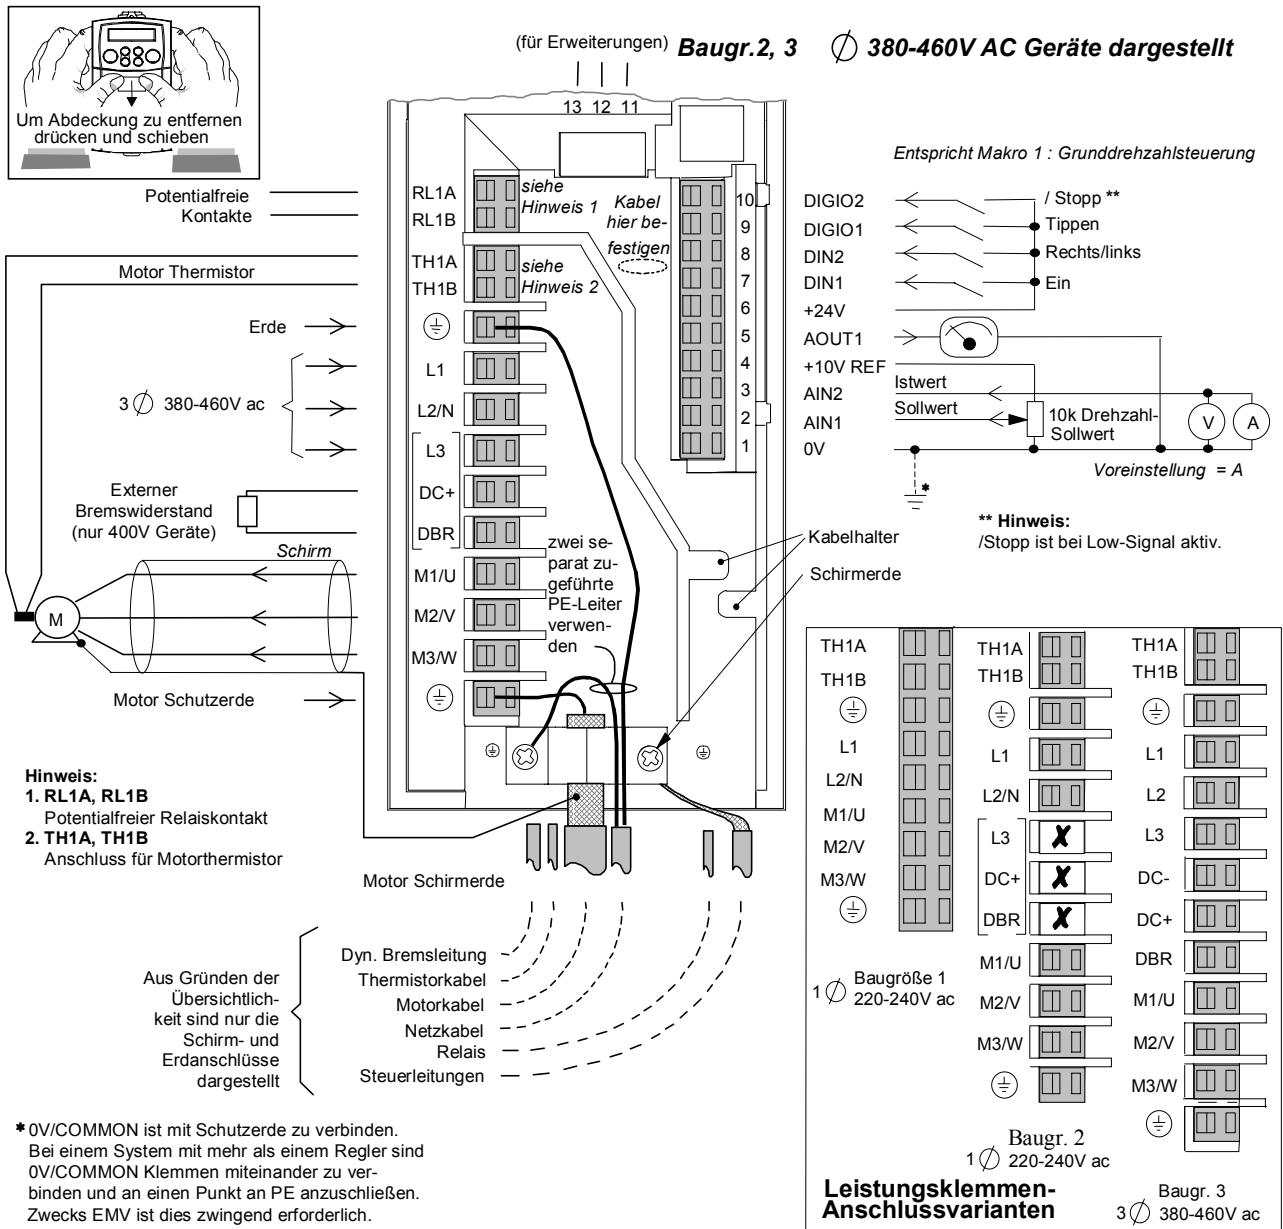 (für Erweiterungen) Baugr.2, 3 ∅ 380-460V AC Geräte dargestellt
Um Abdeckung zu entfernen
drücken und schieben
13 12 11
Entspricht Makro 1 : Grunddrehzahlsteuerung
Potentialfreie
Kontakte
Motor Thermistor
Erde
3 ∅ 380-460V ac
Externer
Bremswiderstand
(nur 400V Geräte)
Schirm
M
Motor Schutzerde
RL1A
RL1B
TH1A
TH1B
L1
L2/N
L3
DC+
DBR
M1/U
M2/V
M3/W
siehe
Hinweis 1
siehe
Hinweis 2
Kabel
hier be-
festigen
zwei se-
parat zu-
geführte
PE-Leiter
verwen-
den
10
9
8
7
6
5
4
3
2
1
DIGIO2
DIGIO1
DIN2
DIN1
+24V
AOUT1
+10V REF
AIN2
AIN1
0V
/ Stopp **
Tippen
Rechts/links
Ein
Istwert
Sollwert
10k Drehzahl-
Sollwert
V
A
Voreinstellung = A
*
** Hinweis:
/Stopp ist bei Low-Signal aktiv.
Kabelhalter
Schirmerde
Hinweis:
1. RL1A, RL1B
Potentialfreier Relaiskontakt
2. TH1A, TH1B
Anschluss für Motorthermistor
Motor Schirmerde
Aus Gründen der
Übersichtlich-
keit sind nur die
Schirm- und
Erdanschlüsse
dargestellt
Dyn. Bremsleitung
Thermistorkabel
Motorkabel
Netzkabel
Relais
Steuerleitungen
* 0V/COMMON ist mit Schutzerde zu verbinden.
Bei einem System mit mehr als einem Regler sind
0V/COMMON Klemmen miteinander zu ver-
binden und an einen Punkt an PE anzuschließen.
Zwecks EMV ist dies zwingend erforderlich.
TH1A
TH1B
L1
L2/N
M1/U
M2/V
M3/W
1 ∅ Baugröße 1
220-240V ac
TH1A
TH1B
L1
L2/N
L3
DC+
DBR
M1/U
M2/V
M3/W
Baugr. 2
1 ∅ 220-240V ac
TH1A
TH1B
L1
L2
L3
DC-
DC+
DBR
M1/U
M2/V
M3/W
Baugr. 3
3 ∅ 380-460V ac
Leistungsklemmen-
Anschlussvarianten